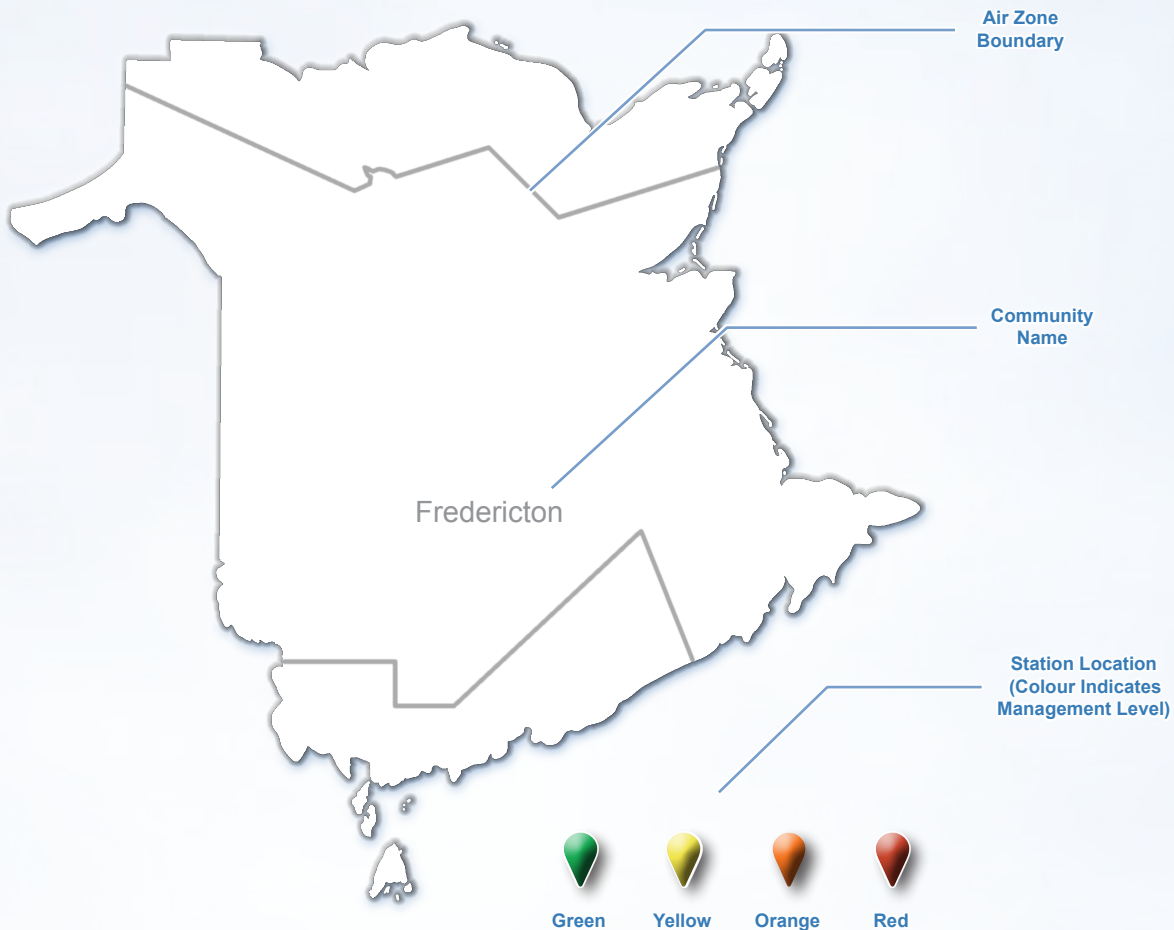 Air Zone
Boundary
Community
Name
Fredericton
Station Location
(Colour Indicates
Management Level)
Green Yellow Orange Red